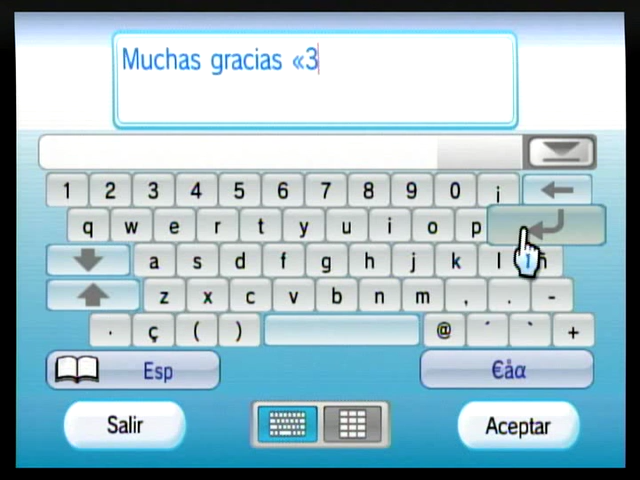 Muchas gracias «3
1 2 3 4 5 6 7 8 9 0 ¡
q w e r t y u i o p
a s d f g h j k l ñ
z x c v b n m , . -
· ç ( ) @ ´ ` +
Esp €åα
Salir Aceptar